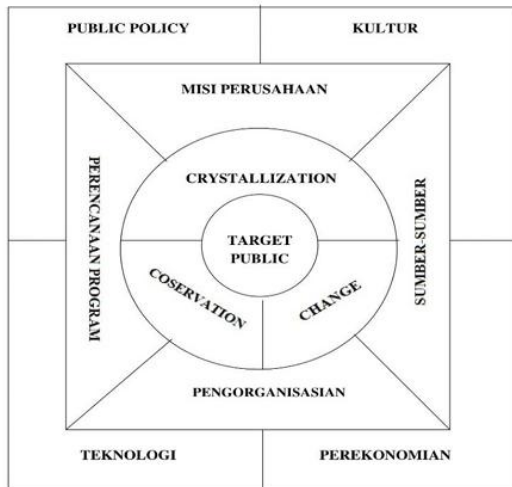 PUBLIC POLICY
KULTUR
MISI PERUSAHAAN
PERENCANAAN PROGRAM
CRYSTALLIZATION
SUMBER-SUMBER
TARGET
PUBLIC
COSERVATION
CHANGE
PENGORGANISASIAN
TEKNOLOGI
PEREKONOMIAN